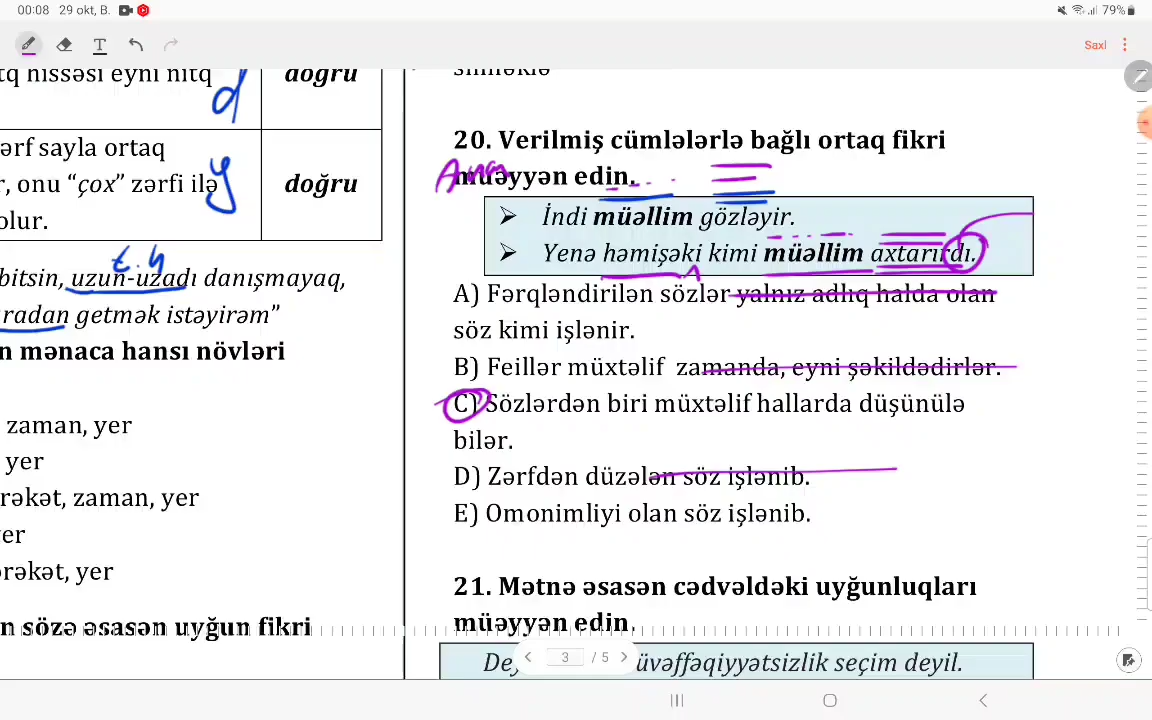 00:08 29 okt, B.
79%
Saxl
tq hissəsi eyni nitq
doğru
d
ərf sayla ortaq
r, onu “çox” zərfi ilə
doğru
y
olur.
t.h
bitsin, uzun-uzadı danışmayaq,
radan getmək istəyirəm”
n mənaca hansı növləri
zaman, yer
yer
rəkət, zaman, yer
er
ərəkət, yer
n sözə əsasən uyğun fikri
20. Verilmiş cümlələrlə bağlı ortaq fikri
müəyyən edin.
➢ İndi müəllim gözləyir.
➢ Yenə həmişəki kimi müəllim axtarırdı.
A) Fərqləndirilən sözlər yalnız adlıq halda olan
söz kimi işlənir.
B) Feillər müxtəlif zamanda, eyni şəkildədirlər.
C) Sözlərdən biri müxtəlif hallarda düşünülə
bilər.
D) Zərfdən düzələn söz işlənib.
E) Omonimliyi olan söz işlənib.
21. Mətnə əsasən cədvəldəki uyğunluqları
müəyyən edin.
üvəffəqiyyətsizlik seçim deyil.
3 / 5